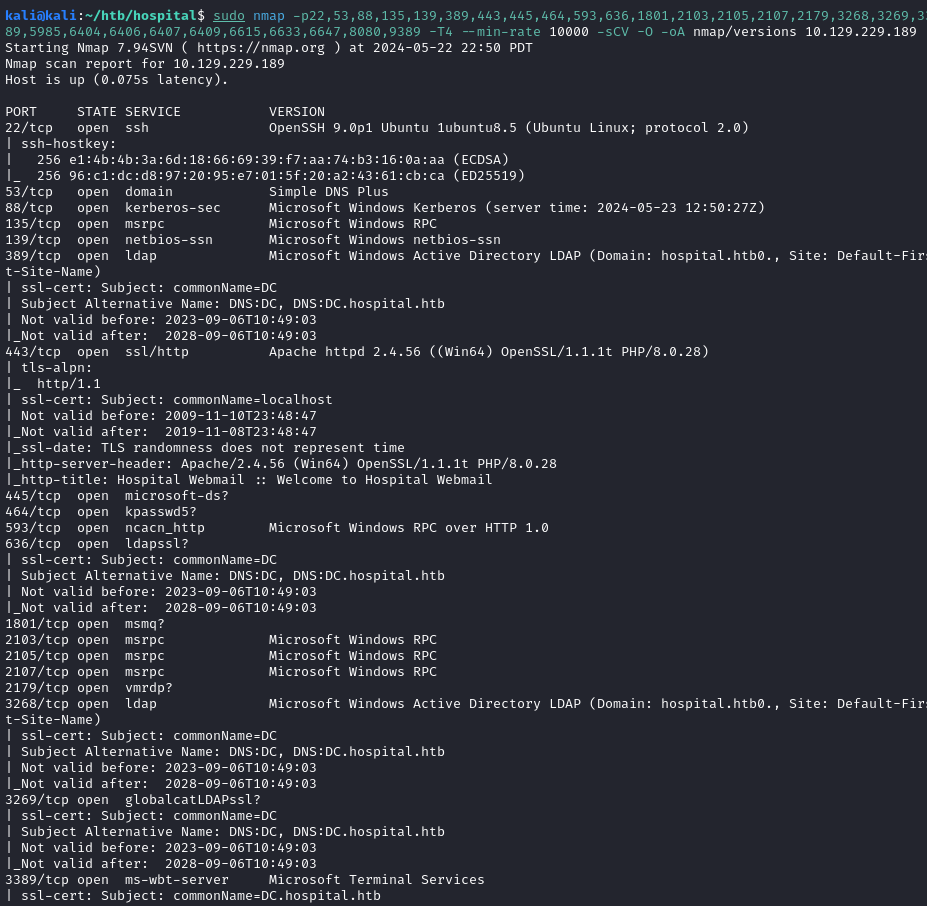 kali@kali:~/htb/hospital$ sudo nmap -p22,53,88,135,139,389,443,445,464,593,636,1801,2103,2105,2107,2179,3268,3269,33
89,5985,6404,6406,6407,6409,6615,6633,6647,8080,9389 -T4 --min-rate 10000 -sCV -O -oA nmap/versions 10.129.229.189
Starting Nmap 7.94SVN ( https://nmap.org ) at 2024-05-22 22:50 PDT
Nmap scan report for 10.129.229.189
Host is up (0.075s latency).

PORT     STATE SERVICE           VERSION
22/tcp   open  ssh               OpenSSH 9.0p1 Ubuntu 1ubuntu8.5 (Ubuntu Linux; protocol 2.0)
| ssh-hostkey:
|   256 e1:4b:4b:3a:6d:18:66:69:39:f7:aa:74:b3:16:0a:aa (ECDSA)
|_  256 96:c1:dc:d8:97:20:95:e7:01:5f:20:a2:43:61:cb:ca (ED25519)
53/tcp   open  domain            Simple DNS Plus
88/tcp   open  kerberos-sec      Microsoft Windows Kerberos (server time: 2024-05-23 12:50:27Z)
135/tcp  open  msrpc             Microsoft Windows RPC
139/tcp  open  netbios-ssn       Microsoft Windows netbios-ssn
389/tcp  open  ldap              Microsoft Windows Active Directory LDAP (Domain: hospital.htb0., Site: Default-Firs
t-Site-Name)
| ssl-cert: Subject: commonName=DC
| Subject Alternative Name: DNS:DC, DNS:DC.hospital.htb
| Not valid before: 2023-09-06T10:49:03
|_Not valid after:  2028-09-06T10:49:03
443/tcp  open  ssl/http          Apache httpd 2.4.56 ((Win64) OpenSSL/1.1.1t PHP/8.0.28)
| tls-alpn:
|_  http/1.1
| ssl-cert: Subject: commonName=localhost
| Not valid before: 2009-11-10T23:48:47
|_Not valid after:  2019-11-08T23:48:47
|_ssl-date: TLS randomness does not represent time
|_http-server-header: Apache/2.4.56 (Win64) OpenSSL/1.1.1t PHP/8.0.28
|_http-title: Hospital Webmail :: Welcome to Hospital Webmail
445/tcp  open  microsoft-ds?
464/tcp  open  kpasswd5?
593/tcp  open  ncacn_http        Microsoft Windows RPC over HTTP 1.0
636/tcp  open  ldapssl?
| ssl-cert: Subject: commonName=DC
| Subject Alternative Name: DNS:DC, DNS:DC.hospital.htb
| Not valid before: 2023-09-06T10:49:03
|_Not valid after:  2028-09-06T10:49:03
1801/tcp open  msmq?
2103/tcp open  msrpc             Microsoft Windows RPC
2105/tcp open  msrpc             Microsoft Windows RPC
2107/tcp open  msrpc             Microsoft Windows RPC
2179/tcp open  vmrdp?
3268/tcp open  ldap              Microsoft Windows Active Directory LDAP (Domain: hospital.htb0., Site: Default-Firs
t-Site-Name)
| ssl-cert: Subject: commonName=DC
| Subject Alternative Name: DNS:DC, DNS:DC.hospital.htb
| Not valid before: 2023-09-06T10:49:03
|_Not valid after:  2028-09-06T10:49:03
3269/tcp open  globalcatLDAPssl?
| ssl-cert: Subject: commonName=DC
| Subject Alternative Name: DNS:DC, DNS:DC.hospital.htb
| Not valid before: 2023-09-06T10:49:03
|_Not valid after:  2028-09-06T10:49:03
3389/tcp open  ms-wbt-server     Microsoft Terminal Services
| ssl-cert: Subject: commonName=DC.hospital.htb